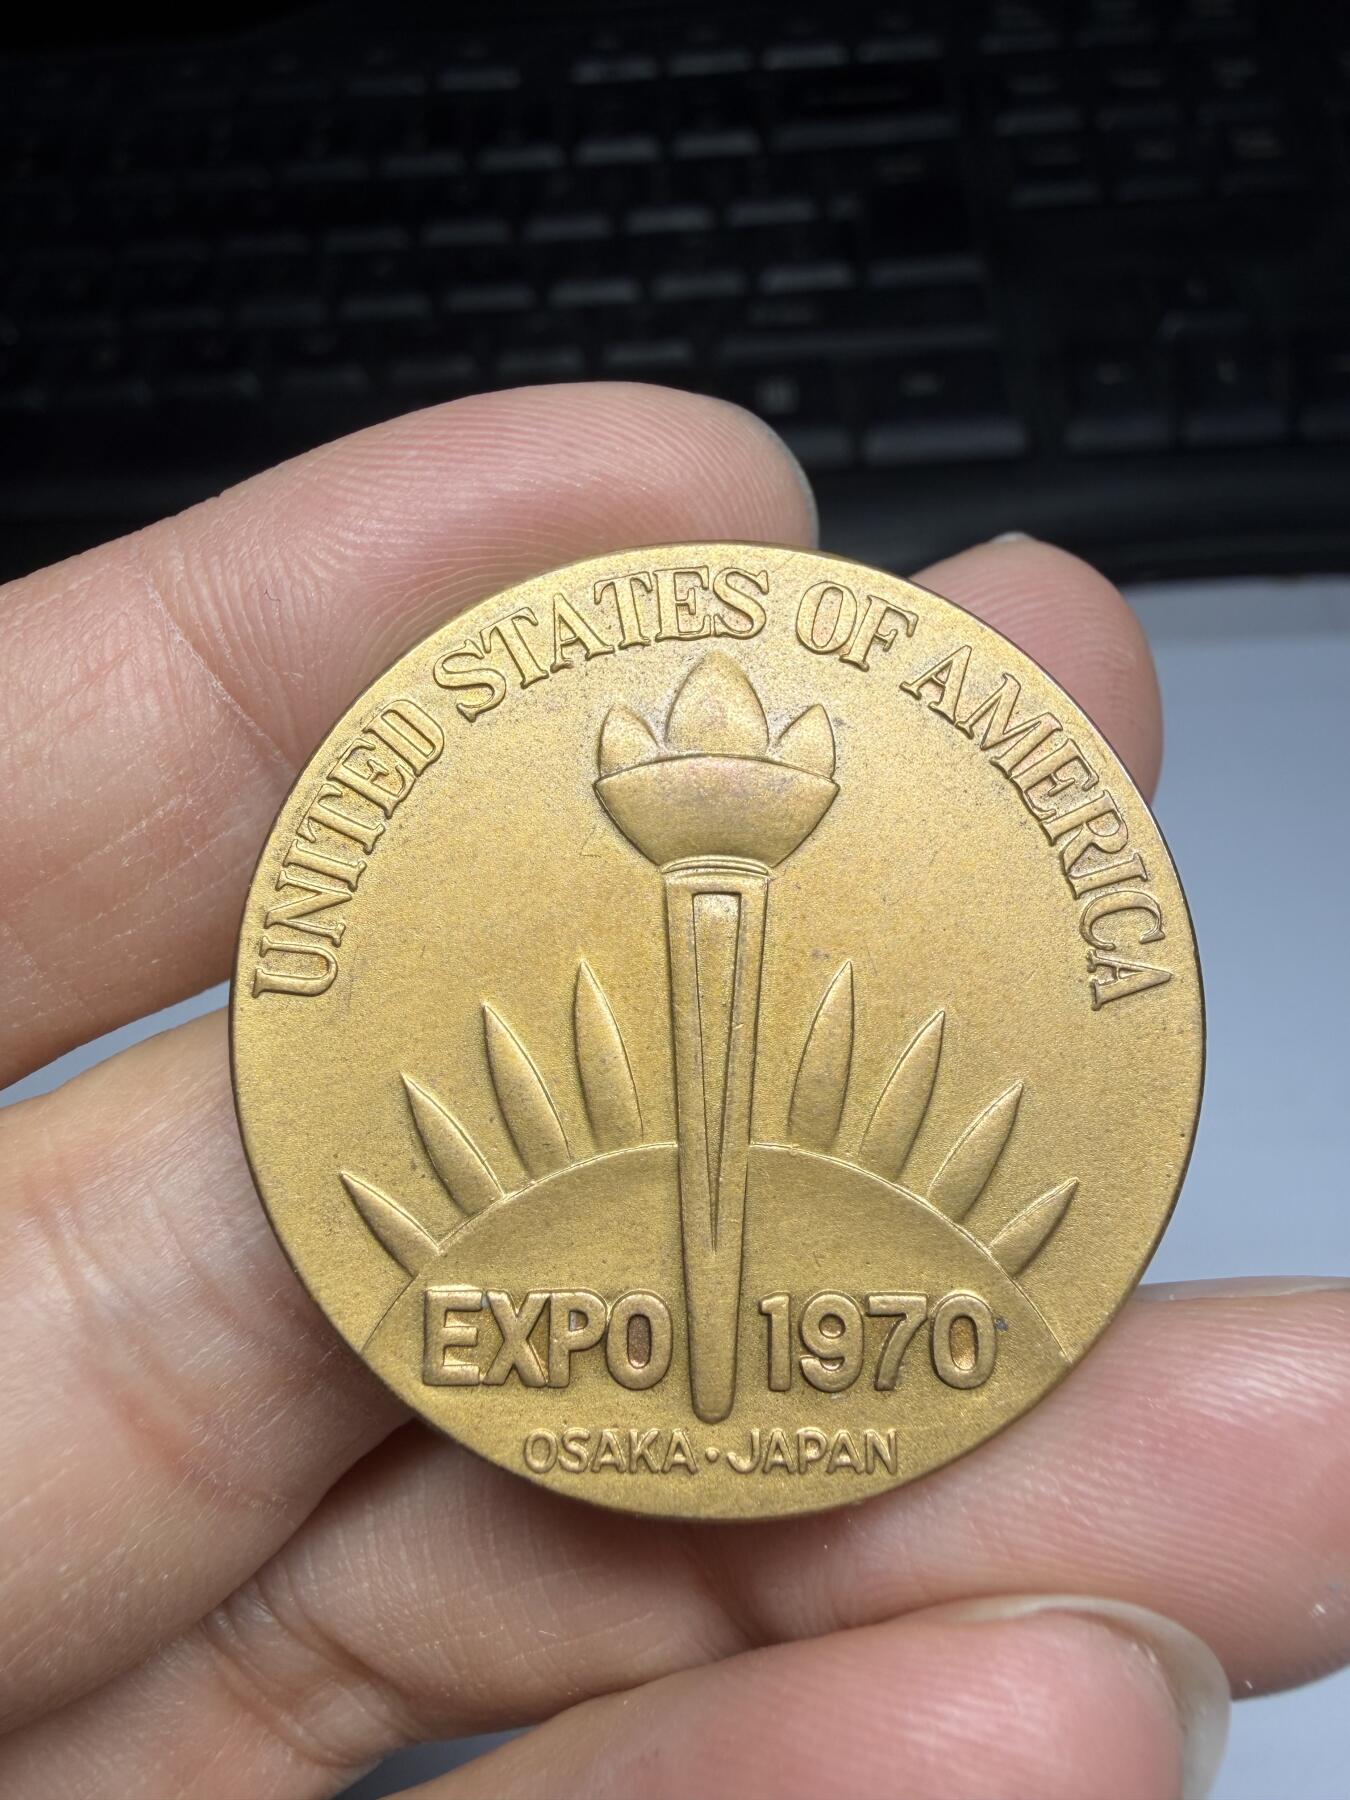 UNITED STATES OF AMERICA
EXPO 1970
OSAKA·JAPAN